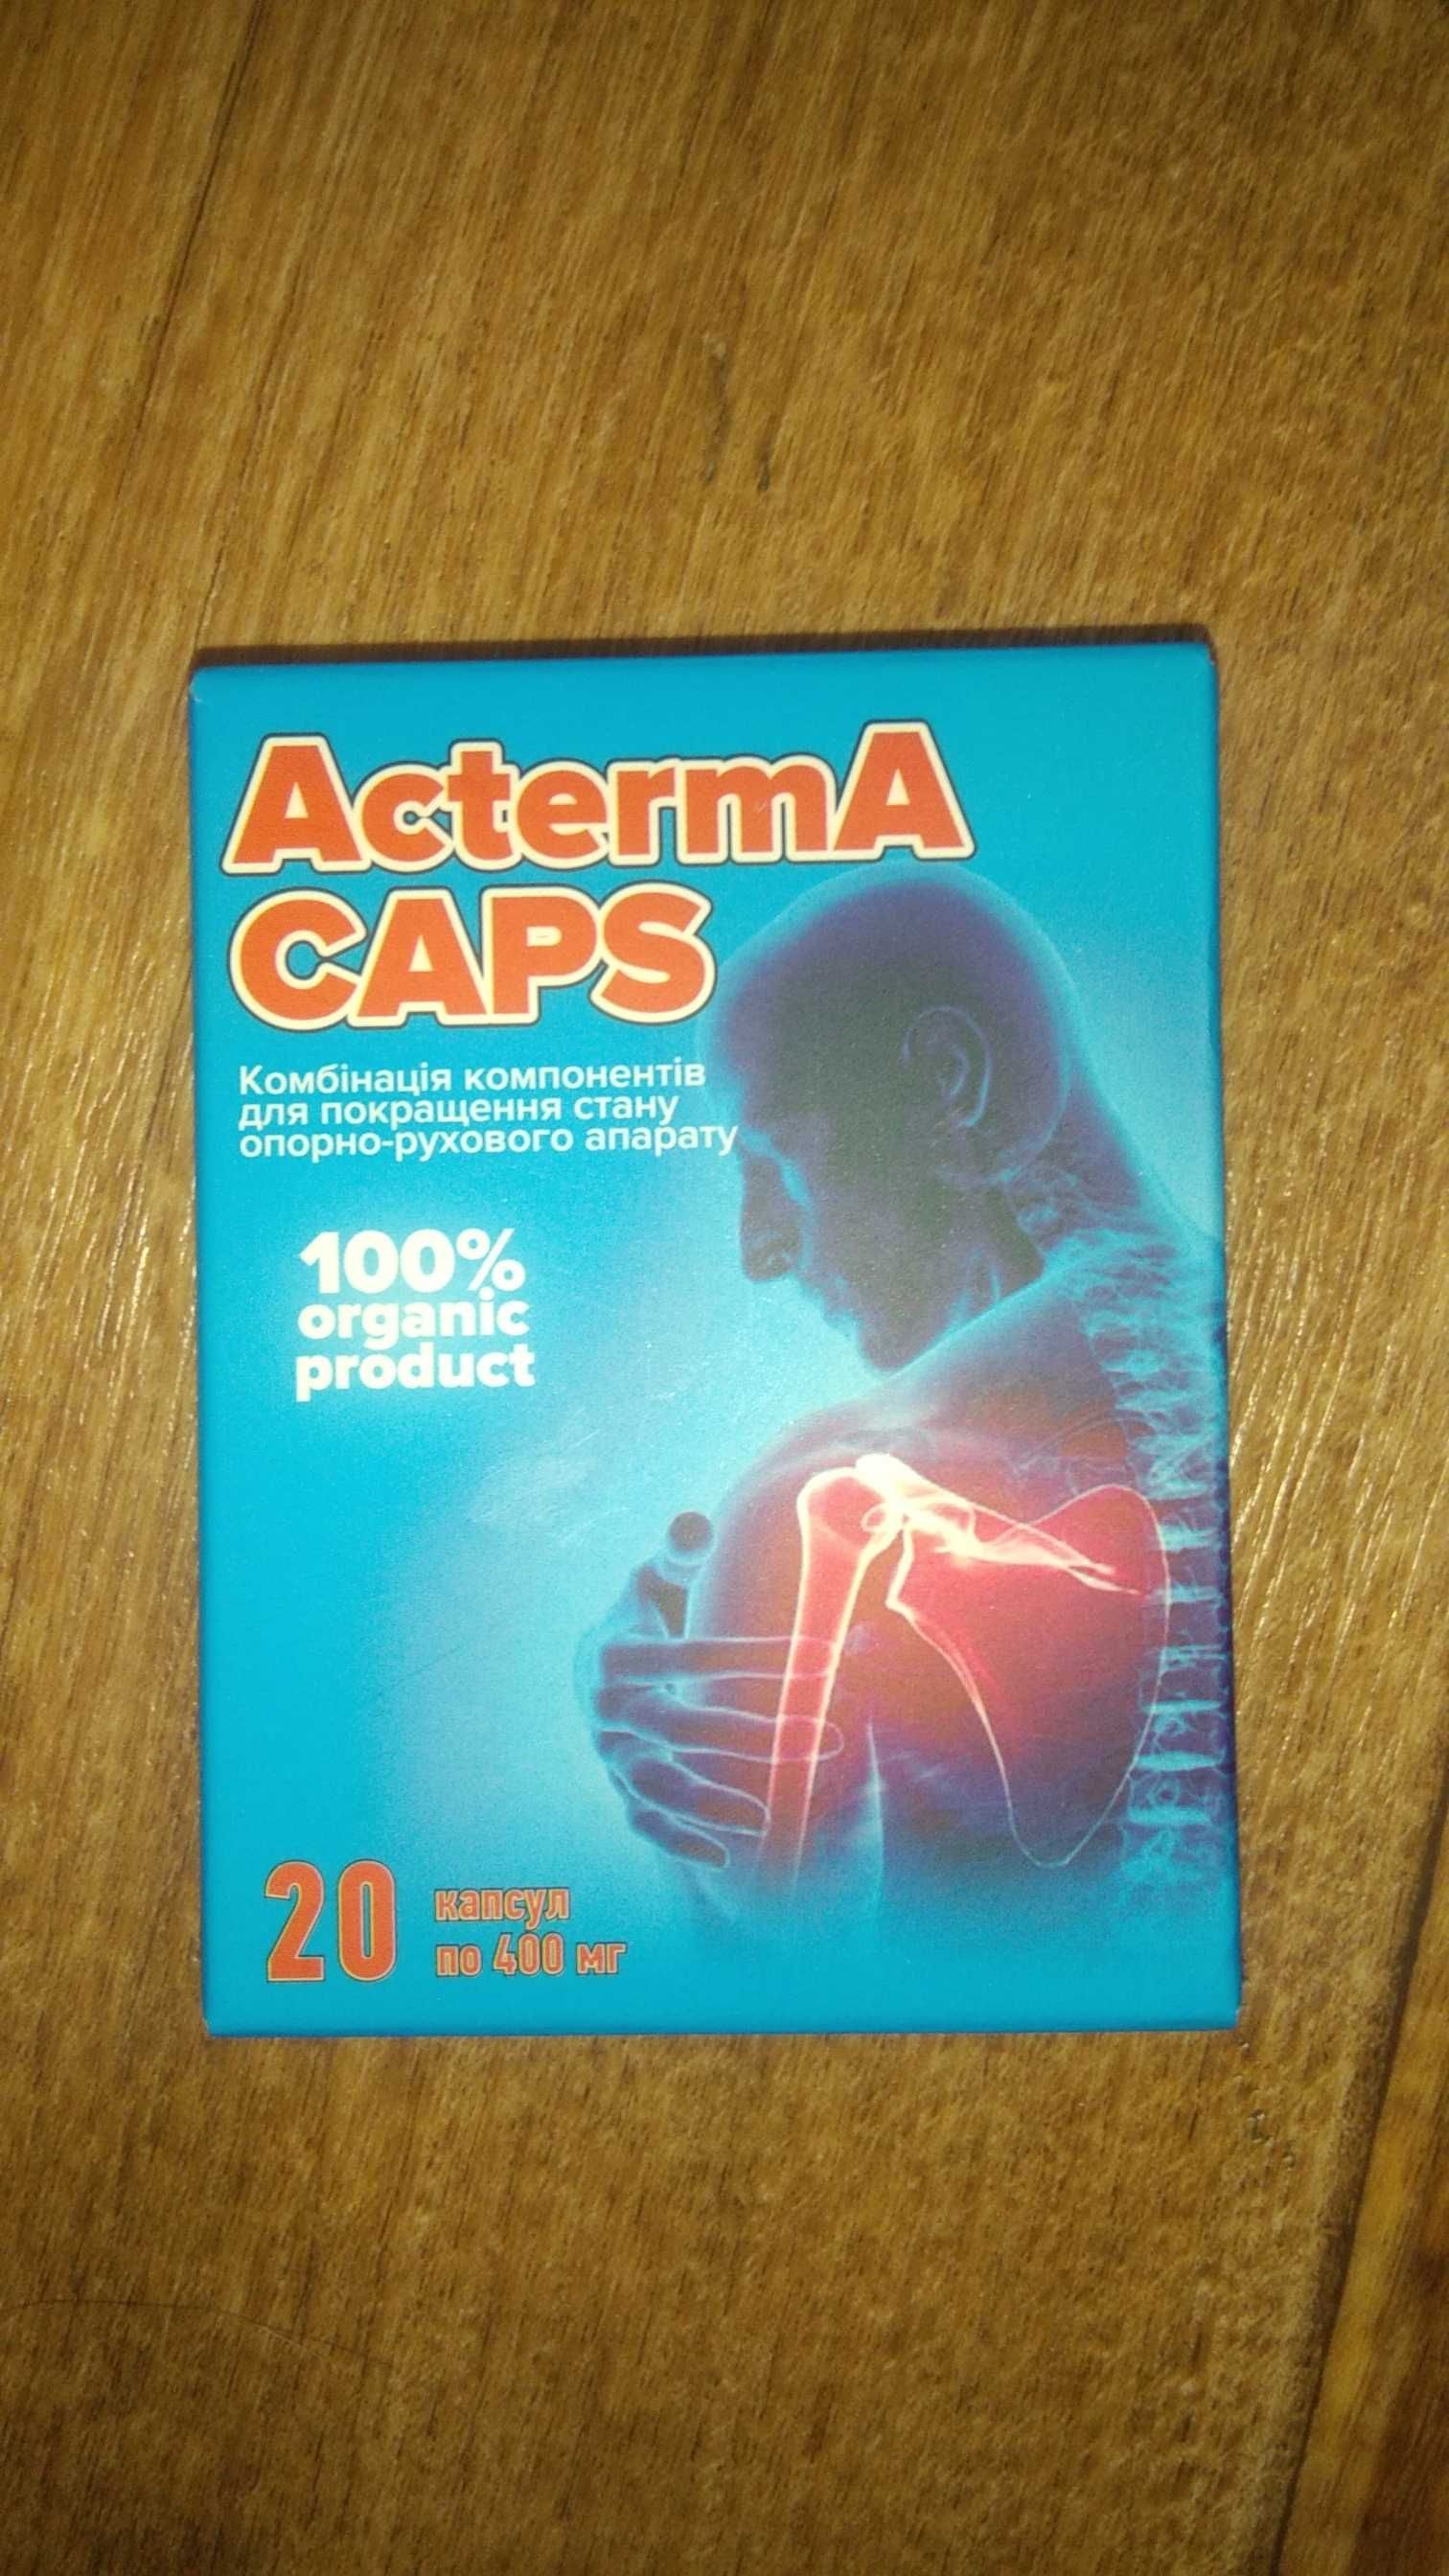 ActermA
CAPS
Комбінація компонентів
для покращення стану
опорно-рухового апарату
100%
organic
product
20 капсул
по 400 мг